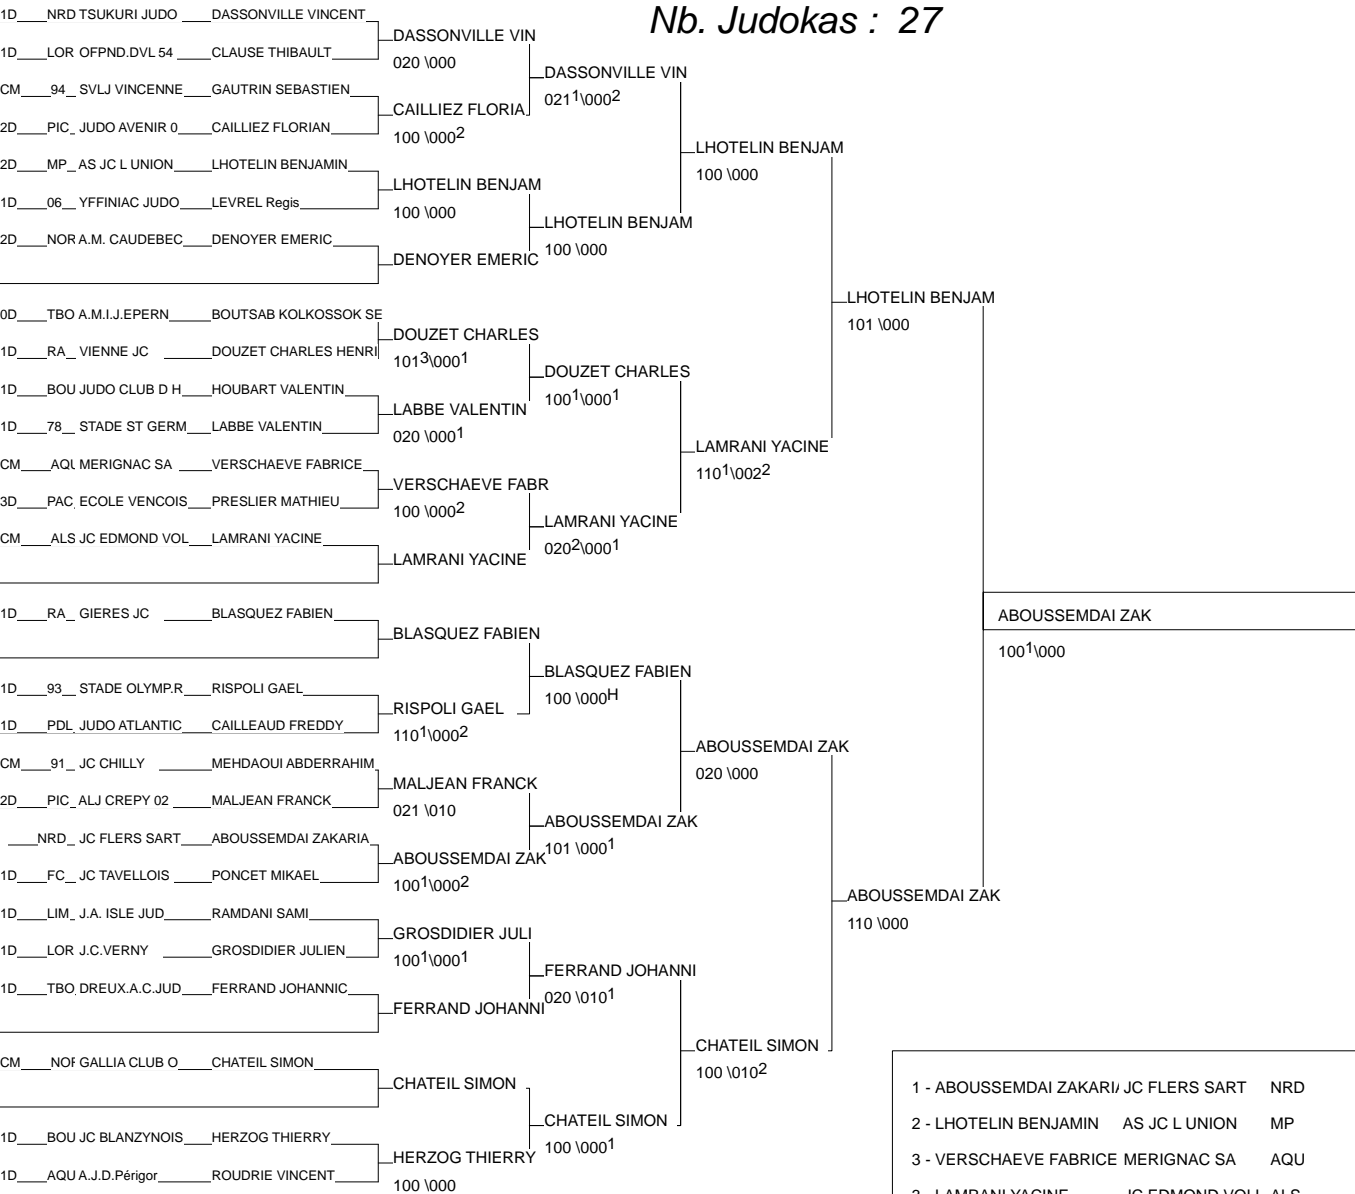 Nb. Judokas : 27
1D NRD TSUKURI JUDO DASSONVILLE VINCENT
1D LOR OFPND.DVL 54 CLAUSE THIBAULT
CM 94 SVLJ VINCENNE GAUTRIN SEBASTIEN
2D PIC JUDO AVENIR 0 CAILLIEZ FLORIAN
2D MP AS JC L UNION LHOTELIN BENJAMIN
1D 06 YFFINIAC JUDO LEVREL Regis
2D NOR A.M. CAUDEBEC DENOYER EMERIC
0D TBO A.M.I.J.EPERN BOUTSAB KOLKOSSOK SE
1D RA VIENNE JC DOUZET CHARLES HENRI
1D BOU JUDO CLUB D H HOUBART VALENTIN
1D 78 STADE ST GERM LABBE VALENTIN
CM AQU MERIGNAC SA VERSCHAEVE FABRICE
3D PAC ECOLE VENCOIS PRESLIER MATHIEU
CM ALS JC EDMOND VOL LAMRANI YACINE
1D RA GIERES JC BLASQUEZ FABIEN
1D 93 STADE OLYMP.R RISPOLI GAEL
1D PDL JUDO ATLANTIC CAILLEAUD FREDDY
CM 91 JC CHILLY MEHDAOUI ABDERRAHIM
2D PIC ALJ CREPY 02 MALJEAN FRANCK
NRD JC FLERS SART ABOUSSEMDAI ZAKARIA
1D FC JC TAVELLOIS PONCET MIKAEL
1D LIM J.A. ISLE JUD RAMDANI SAMI
1D LOR J.C.VERNY GROSDIDIER JULIEN
1D TBO DREUX.A.C.JUD FERRAND JOHANNIC
CM NOR GALLIA CLUB O CHATEIL SIMON
1D BOU JC BLANZYNOIS HERZOG THIERRY
1D AQU A.J.D.Périgor ROUDRIE VINCENT
DASSONVILLE VIN
020 \000
CAILLIEZ FLORIA
100 \000²
LHOTELIN BENJAM
100 \000
DENOYER EMERIC
DOUZET CHARLES
101³\000¹
LABBE VALENTIN
020 \000¹
VERSCHAEVE FABR
100 \000²
LAMRANI YACINE
BLASQUEZ FABIEN
RISPOLI GAEL
110¹\000²
MALJEAN FRANCK
021 \010
ABOUSSEMDAI ZAK
100¹\000²
GROSDIDIER JULI
100¹\000¹
FERRAND JOHANNI
CHATEIL SIMON
HERZOG THIERRY
100 \000
DASSONVILLE VIN
021¹\000²
LHOTELIN BENJAM
100 \000
DOUZET CHARLES
100¹\000¹
LAMRANI YACINE
020²\000¹
BLASQUEZ FABIEN
100 \000H
ABOUSSEMDAI ZAK
101 \000¹
FERRAND JOHANNI
020 \010¹
CHATEIL SIMON
100 \000¹
LHOTELIN BENJAM
100 \000
LAMRANI YACINE
110¹\002²
ABOUSSEMDAI ZAK
020 \000
CHATEIL SIMON
100 \010²
LHOTELIN BENJAM
101 \000
ABOUSSEMDAI ZAK
110 \000
ABOUSSEMDAI ZAK
100¹\000
1 - ABOUSSEMDAI ZAKARIA JC FLERS SART NRD
2 - LHOTELIN BENJAMIN AS JC L UNION MP
3 - VERSCHAEVE FABRICE MERIGNAC SA AQU
3 - LAMRANI YACINE JC EDMOND VOLL ALS